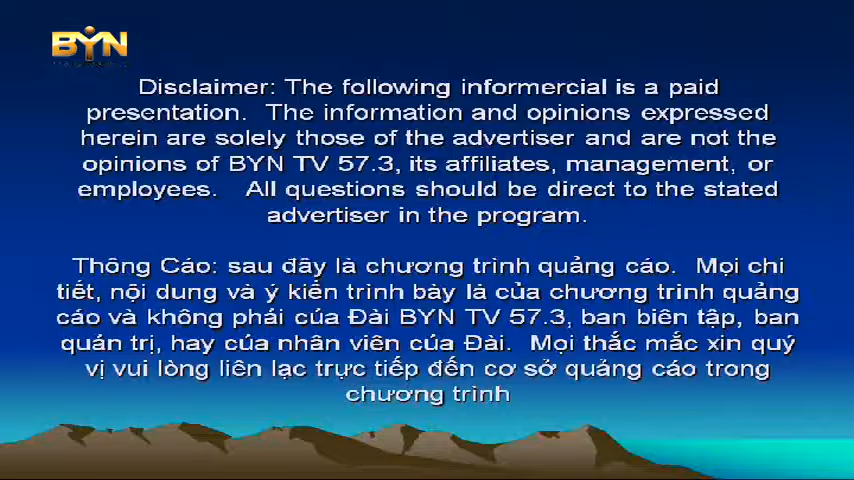 BYN
Disclaimer: The following informercial is a paid
presentation. The information and opinions expressed
herein are solely those of the advertiser and are not the
opinions of BYN TV 57.3, its affiliates, management, or
employees. All questions should be direct to the stated
advertiser in the program.
Thông Cáo: sau đây là chương trình quảng cáo. Mọi chi
tiết, nội dung và ý kiến trình bày là của chương trình quảng
cáo và không phải của Đài BYN TV 57.3, ban biên tập, ban
quản trị, hay của nhân viên của Đài. Mọi thắc mắc xin quý
vị vui lòng liên lạc trực tiếp đến cơ sở quảng cáo trong
chương trình